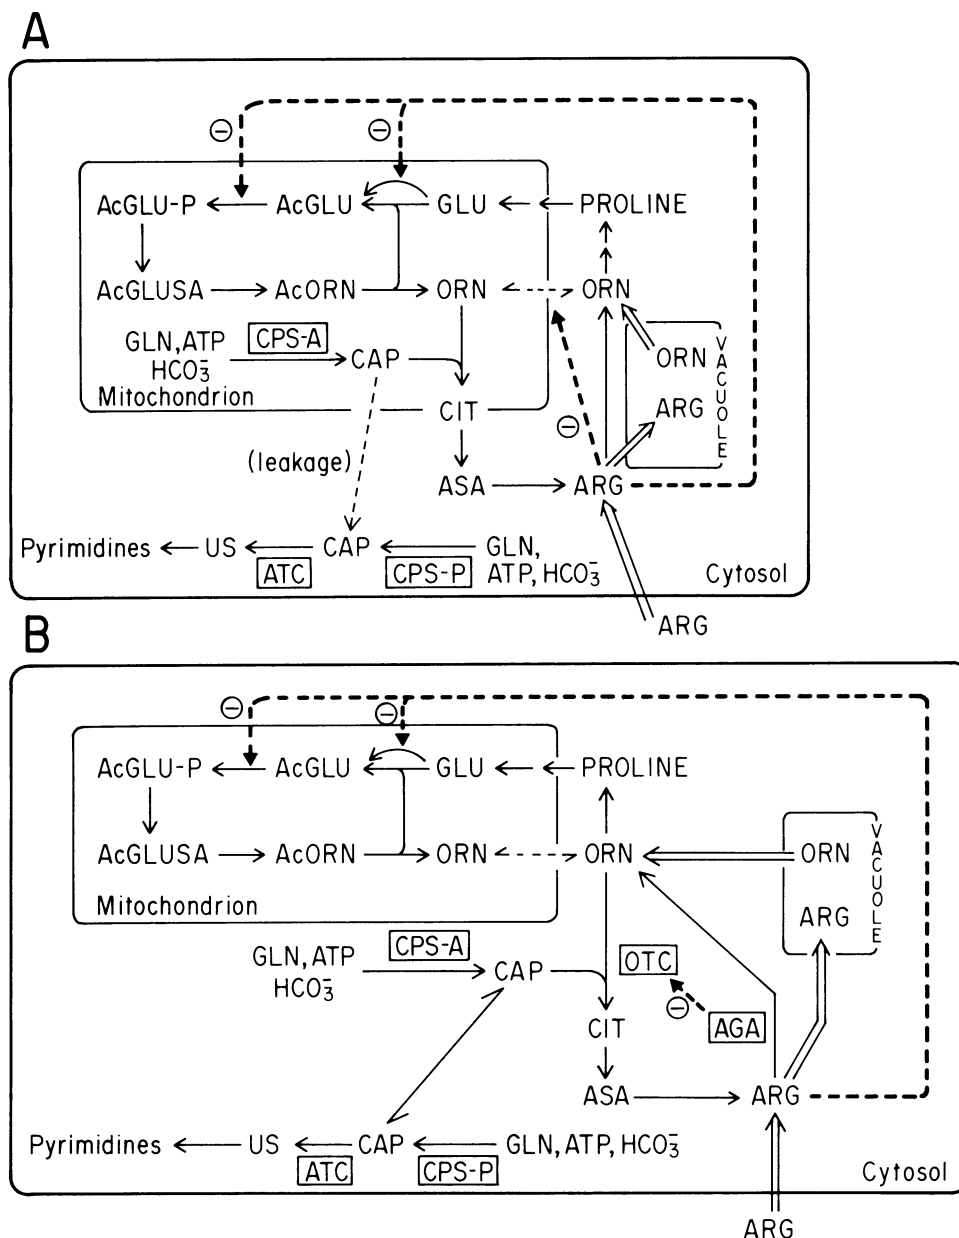 A
⊖ ⊖
AcGLU-P AcGLU GLU PROLINE
AcGLUSA AcORN ORN ORN
GLN, ATP CPS-A
HCO₃⁻ CAP
ORN
VACUOLE
Mitochondrion
CIT
ARG
⊖
(leakage)
ASA ARG
Pyrimidines US CAP GLN,
ATC CPS-P ATP, HCO₃⁻
Cytosol
ARG
B
⊖ ⊖
AcGLU-P AcGLU GLU PROLINE
AcGLUSA AcORN ORN ORN ORN
VACUOLE
Mitochondrion
ARG
GLN, ATP CPS-A
HCO₃⁻ CAP OTC
⊖
CIT AGA
ASA ARG
Pyrimidines US CAP GLN, ATP, HCO₃⁻
ATC CPS-P
Cytosol
ARG